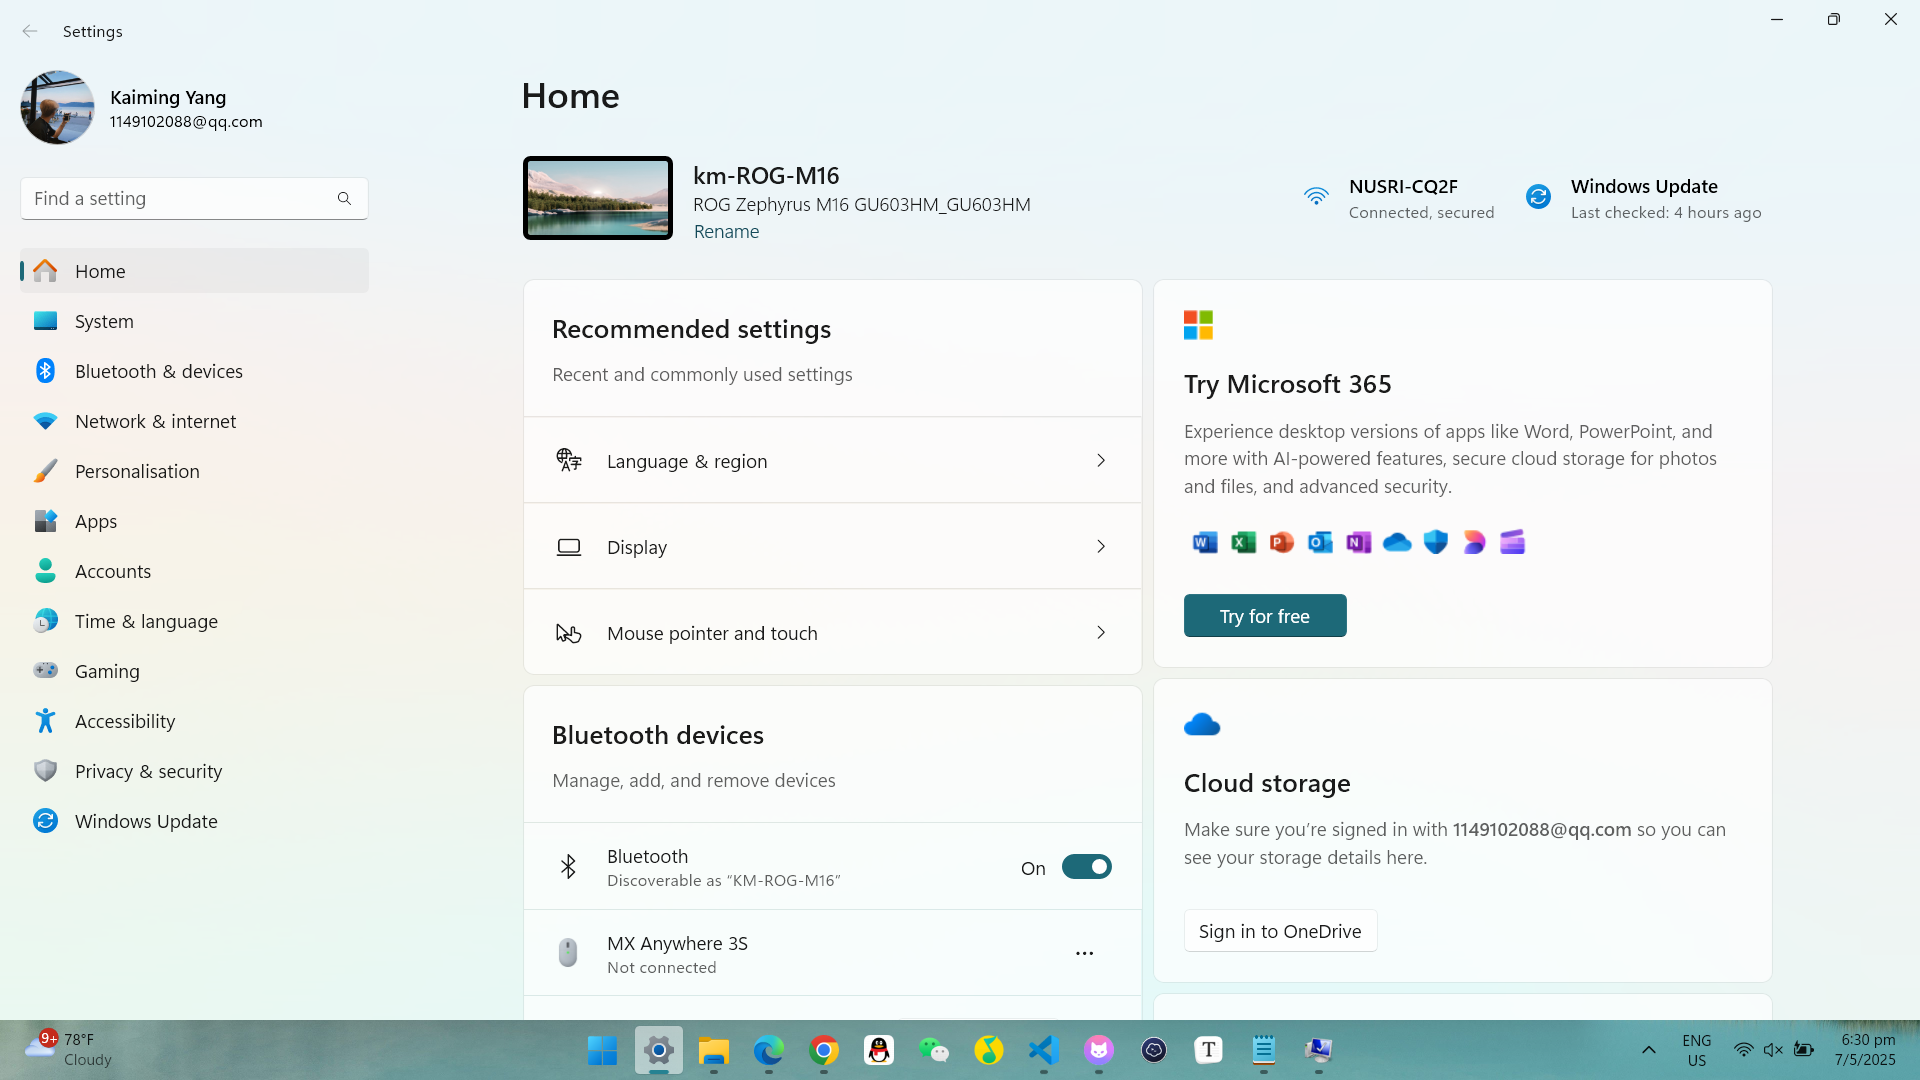 Settings
Kaiming Yang
1149102088@qq.com
Find a setting
Home
System
Bluetooth & devices
Network & internet
Personalisation
Apps
Accounts
Time & language
Gaming
Accessibility
Privacy & security
Windows Update
Home
km-ROG-M16
ROG Zephyrus M16 GU603HM_GU603HM
Rename
NUSRI-CQ2F
Connected, secured
Windows Update
Last checked: 4 hours ago
Recommended settings
Recent and commonly used settings
Language & region
Display
Mouse pointer and touch
Bluetooth devices
Manage, add, and remove devices
Bluetooth
Discoverable as “KM-ROG-M16”
On
MX Anywhere 3S
Not connected
Try Microsoft 365
Experience desktop versions of apps like Word, PowerPoint, and
more with AI-powered features, secure cloud storage for photos
and files, and advanced security.
Try for free
Cloud storage
Make sure you’re signed in with 1149102088@qq.com so you can
see your storage details here.
Sign in to OneDrive
9+
78°F
Cloudy
ENG
US
6:30 pm
7/5/2025